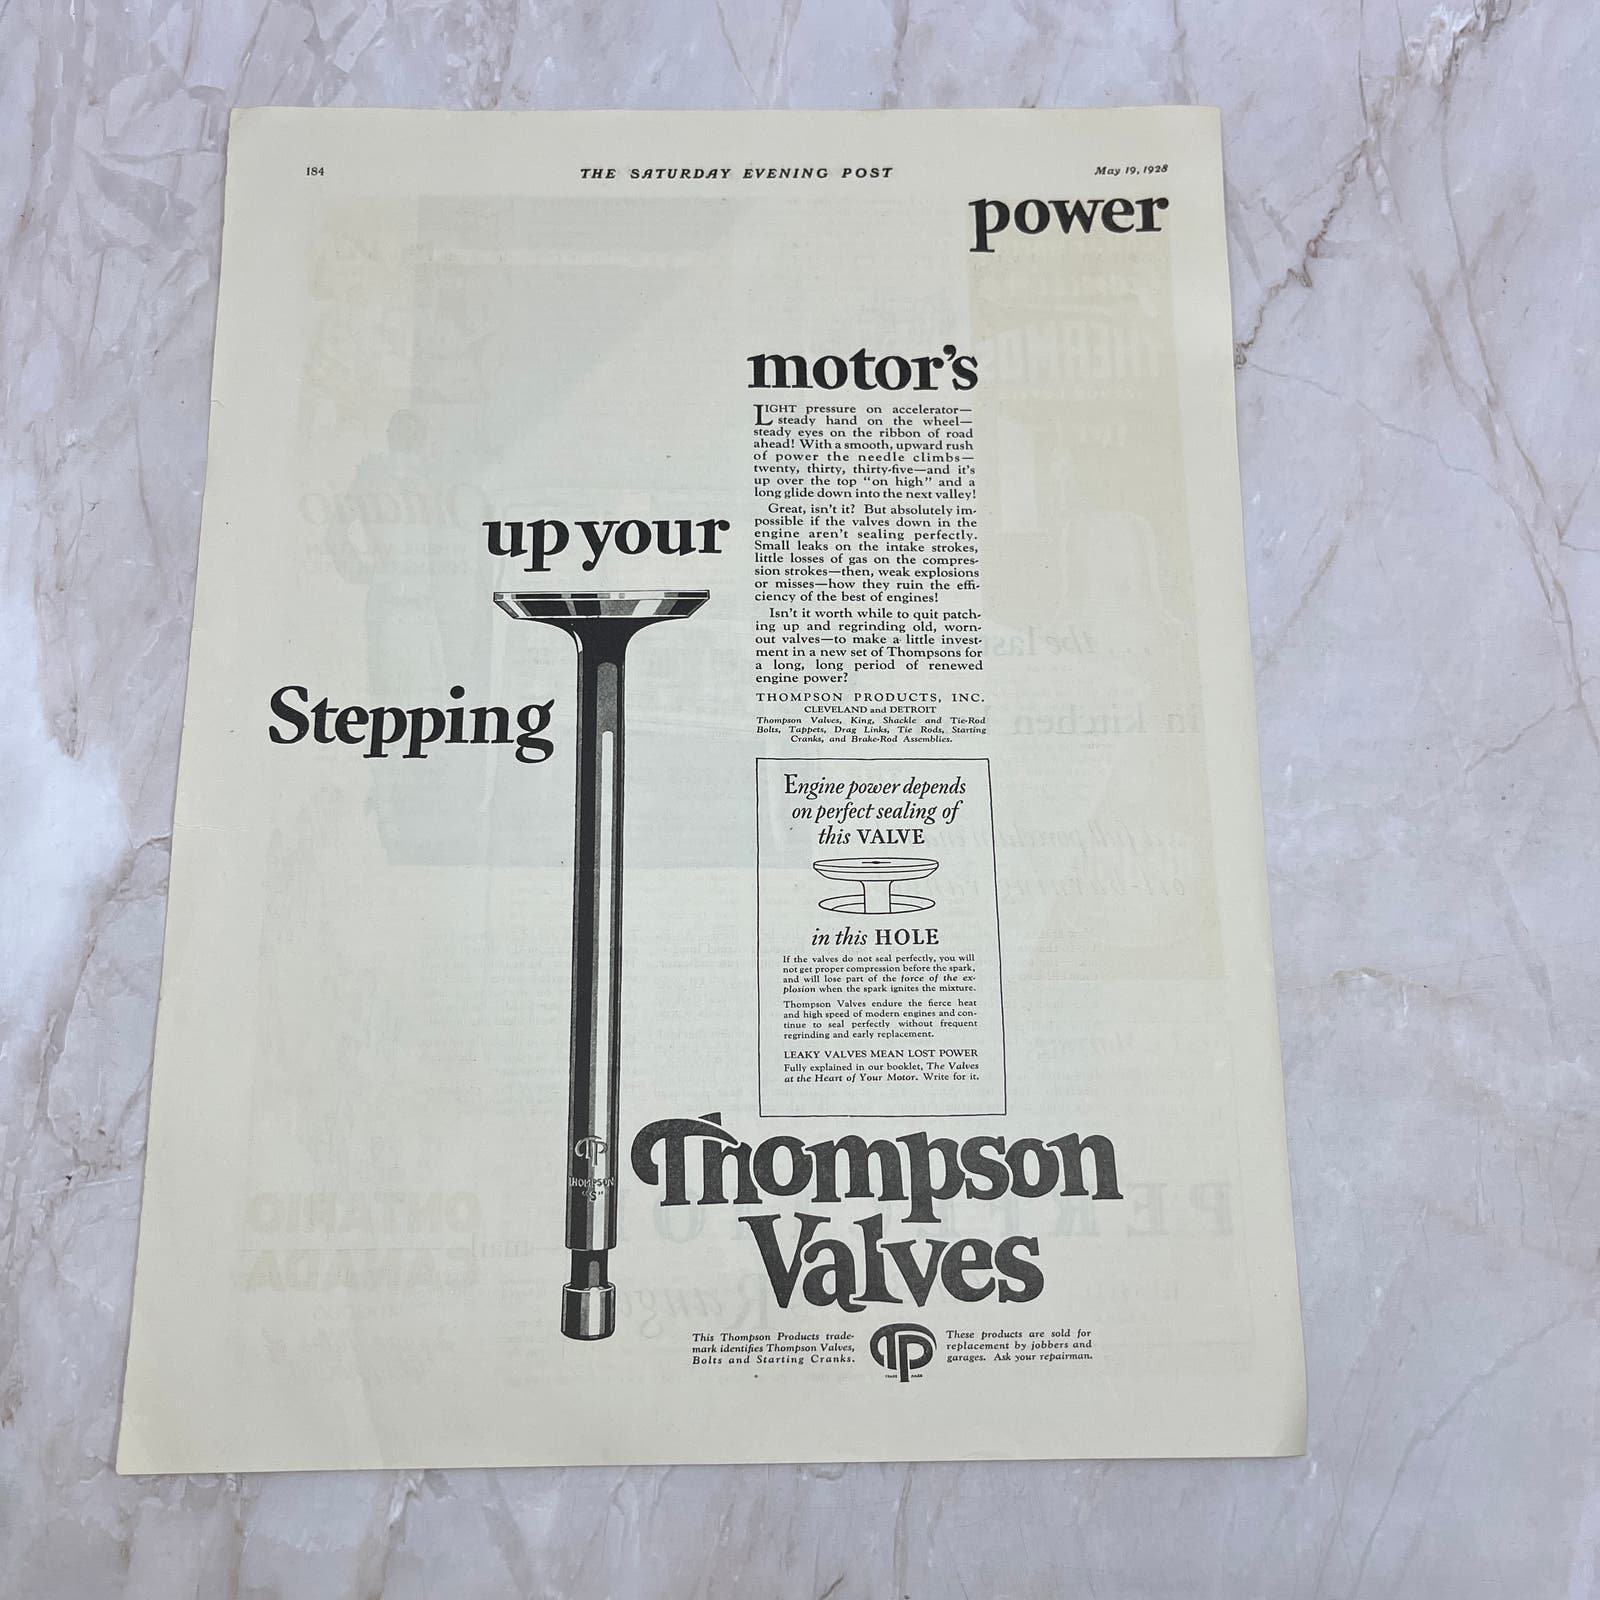 184
THE SATURDAY EVENING POST
May 19, 1928
Stepping
up your
motor's
power
LIGHT pressure on accelerator—
steady hand on the wheel—
steady eyes on the ribbon of road
ahead! With a smooth, upward rush
of power the needle climbs—
twenty, thirty, thirty-five—and it's
up over the top "on high" and a
long glide down into the next valley!
Great, isn't it? But absolutely im-
possible if the valves down in the
engine aren't sealing perfectly.
Small leaks on the intake strokes,
little losses of gas on the compres-
sion strokes—then, weak explosions
or misses—how they ruin the effi-
ciency of the best of engines!
Isn't it worth while to quit patch-
ing up and regrinding old, worn-
out valves—to make a little invest-
ment in a new set of Thompsons for
a long, long period of renewed
engine power?
THOMPSON PRODUCTS, INC.
CLEVELAND and DETROIT
Thompson Valves, King, Shackle and Tie-Rod
Bolts, Tappets, Drag Links, Tie Rods, Starting
Cranks, and Brake-Rod Assemblies.
Engine power depends
on perfect sealing of
this VALVE
in this HOLE
If the valves do not seal perfectly, you will
not get proper compression before the spark,
and will lose part of the force of the ex-
plosion when the spark ignites the mixture.
Thompson Valves endure the fierce heat
and high speed of modern engines and con-
tinue to seal perfectly without frequent
regrinding and early replacement.
LEAKY VALVES MEAN LOST POWER
Fully explained in our booklet, The Valves
at the Heart of Your Motor. Write for it.
TP
THOMPSON
"S"
Thompson
Valves
This Thompson Products trade-
mark identifies Thompson Valves,
Bolts and Starting Cranks.
TP
TRADE MARK
These products are sold for
replacement by jobbers and
garages. Ask your repairman.